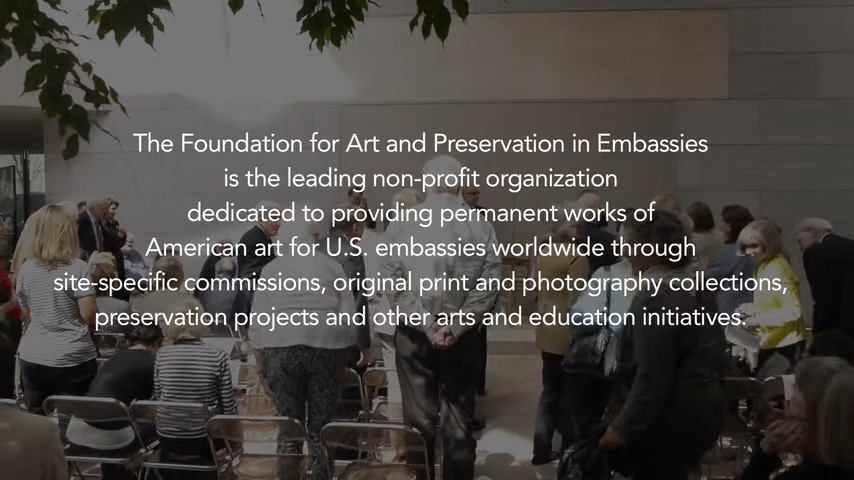 The Foundation for Art and Preservation in Embassies
is the leading non-profit organization
dedicated to providing permanent works of
American art for U.S. embassies worldwide through
site-specific commissions, original print and photography collections,
preservation projects and other arts and education initiatives.